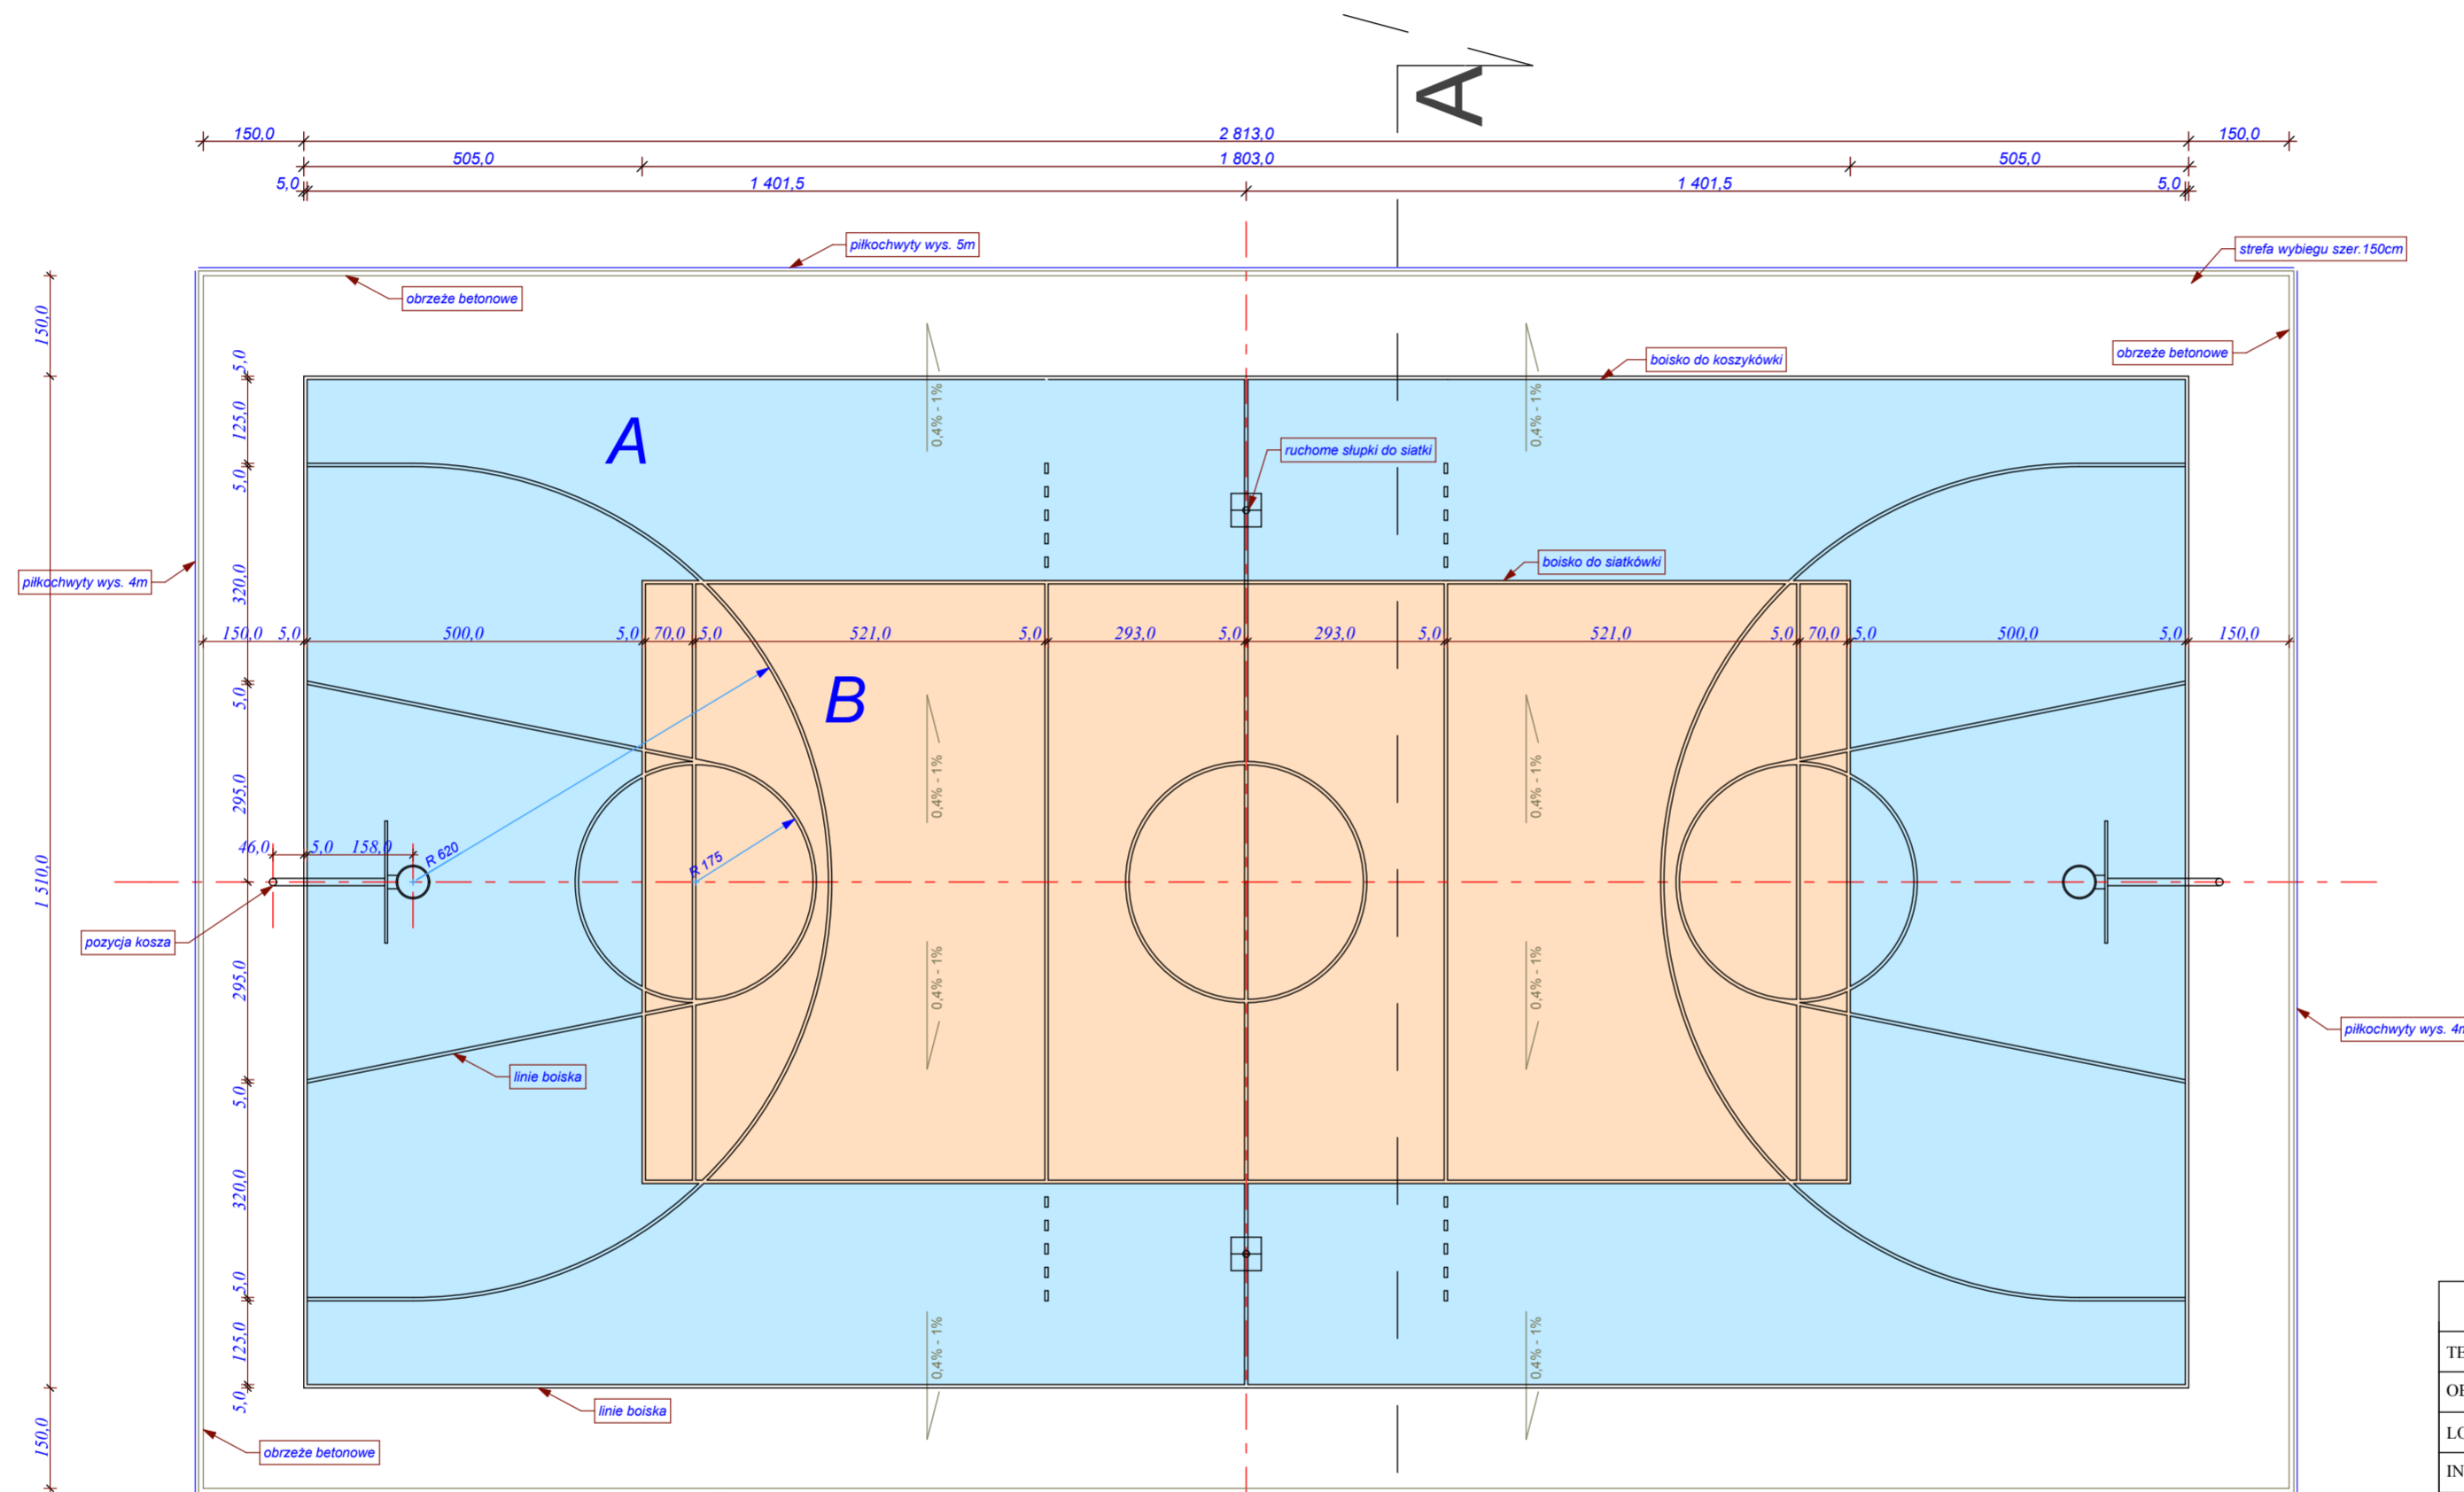 A
150,0 2 813,0 150,0
505,0 1 803,0 505,0
5,0 1 401,5 1 401,5 5,0
piłkochwyty wys. 5m
strefa wybiegu szer.150cm
obrzeże betonowe
150,0
obrzeże betonowe
boisko do koszykówki
5,0
0,4% - 1%
0,4% - 1%
125,0
A
ruchome słupki do siatki
5,0
boisko do siatkówki
piłkochwyty wys. 4m
320,0
150,0 5,0 500,0 5,0 70,0 5,0 521,0 5,0 293,0 5,0 293,0 5,0 521,0 5,0 70,0 5,0 500,0 5,0 150,0
5,0
B
0,4% - 1%
0,4% - 1%
295,0
46,0 5,0 158,0
R 620
R 175
1 510,0
pozycja kosza
295,0
0,4% - 1%
0,4% - 1%
piłkochwyty wys. 4
linie boiska
5,0
320,0
5,0
125,0
0,4% - 1%
0,4% - 1%
TE
5,0
OB
linie boiska
150,0
obrzeże betonowe
LO
IN